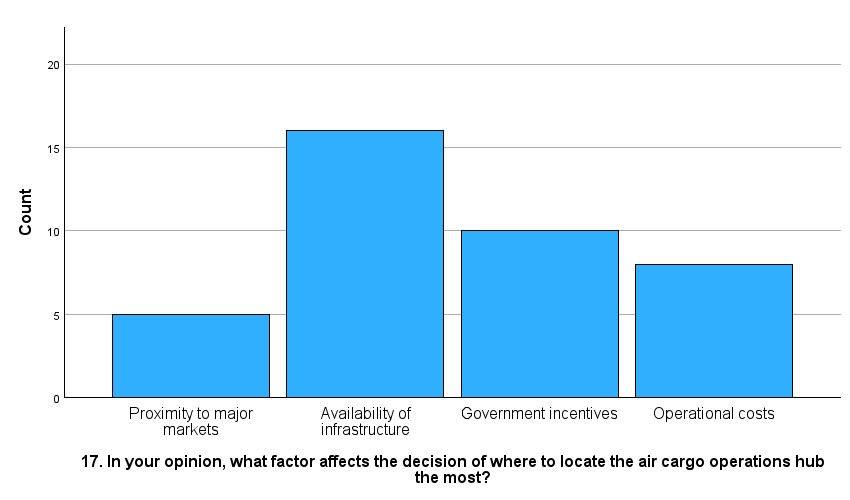 20
15
10
5
0
Count
Proximity to major
markets
Availability of
infrastructure
Government incentives
Operational costs
17. In your opinion, what factor affects the decision of where to locate the air cargo operations hub
the most?